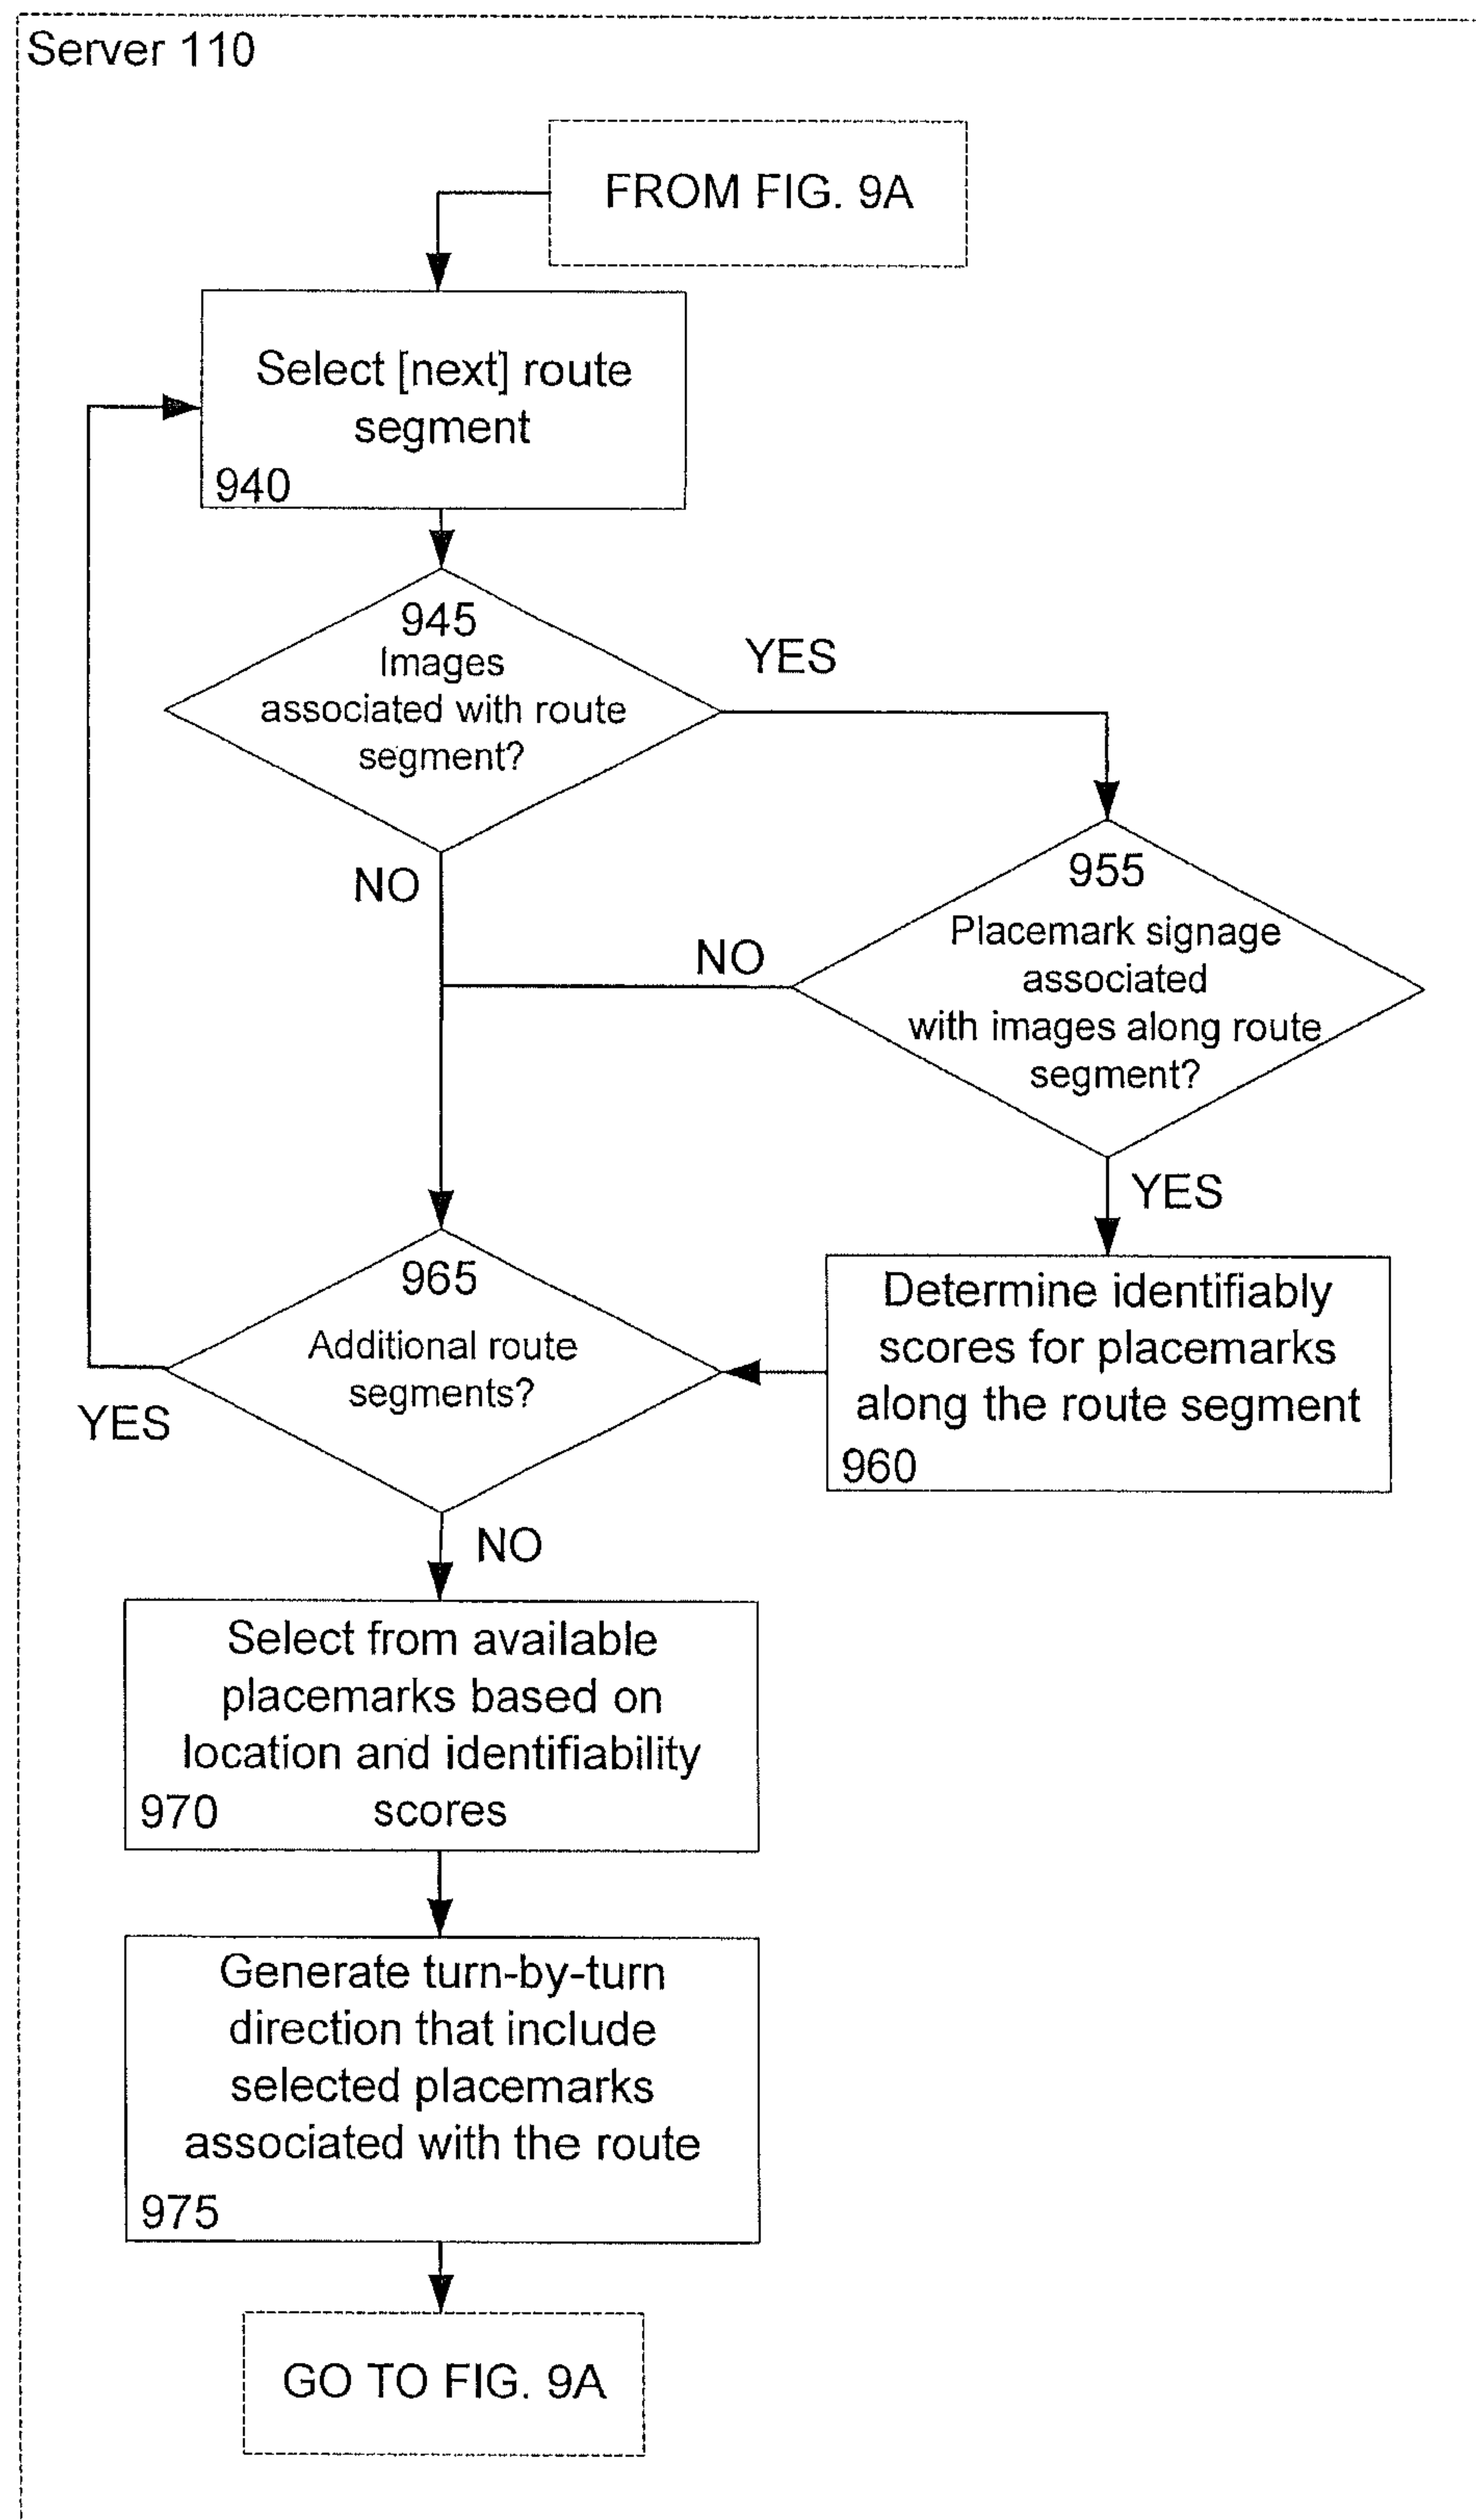 Server 110
FROM FIG. 9A
Select [next] route
segment
940
945
Images
associated with route
segment?
YES
NO
955
Placemark signage
associated
with images along route
segment?
NO
YES
965
Additional route
segments?
YES
NO
Determine identifiably
scores for placemarks
along the route segment
960
Select from available
placemarks based on
location and identifiability
970 scores
Generate turn-by-turn
direction that include
selected placemarks
associated with the route
975
GO TO FIG. 9A